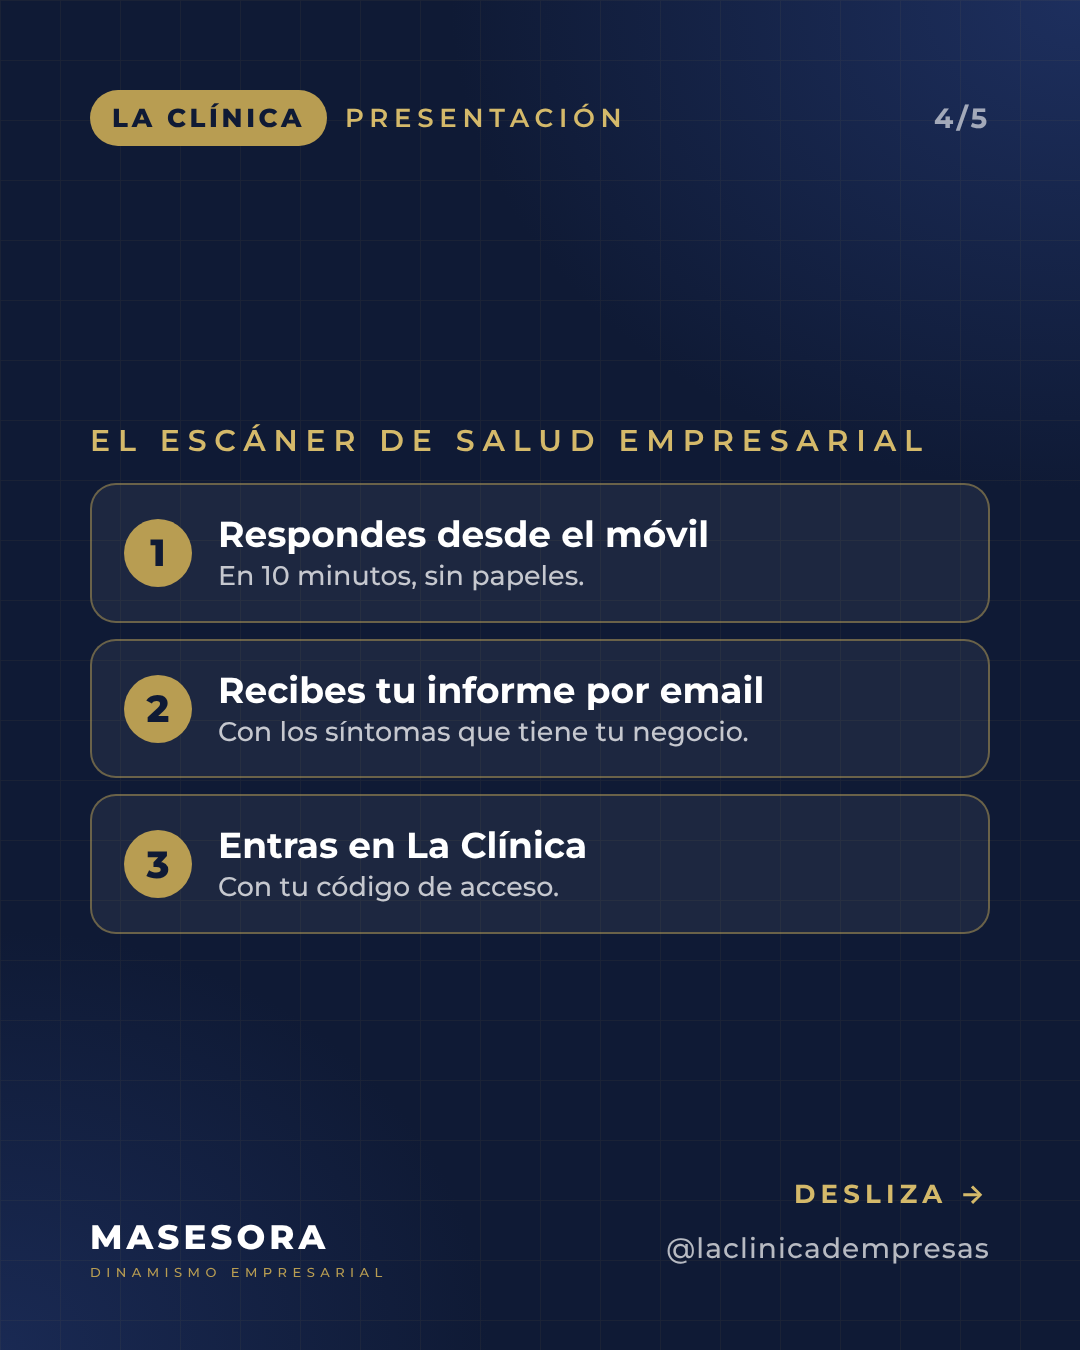 LA CLÍNICA PRESENTACIÓN 4/5
EL ESCÁNER DE SALUD EMPRESARIAL
1 Respondes desde el móvil
En 10 minutos, sin papeles.
2 Recibes tu informe por email
Con los síntomas que tiene tu negocio.
3 Entras en La Clínica
Con tu código de acceso.
DESLIZA →
MASESORA
@laclinicadempresas
DINAMISMO EMPRESARIAL